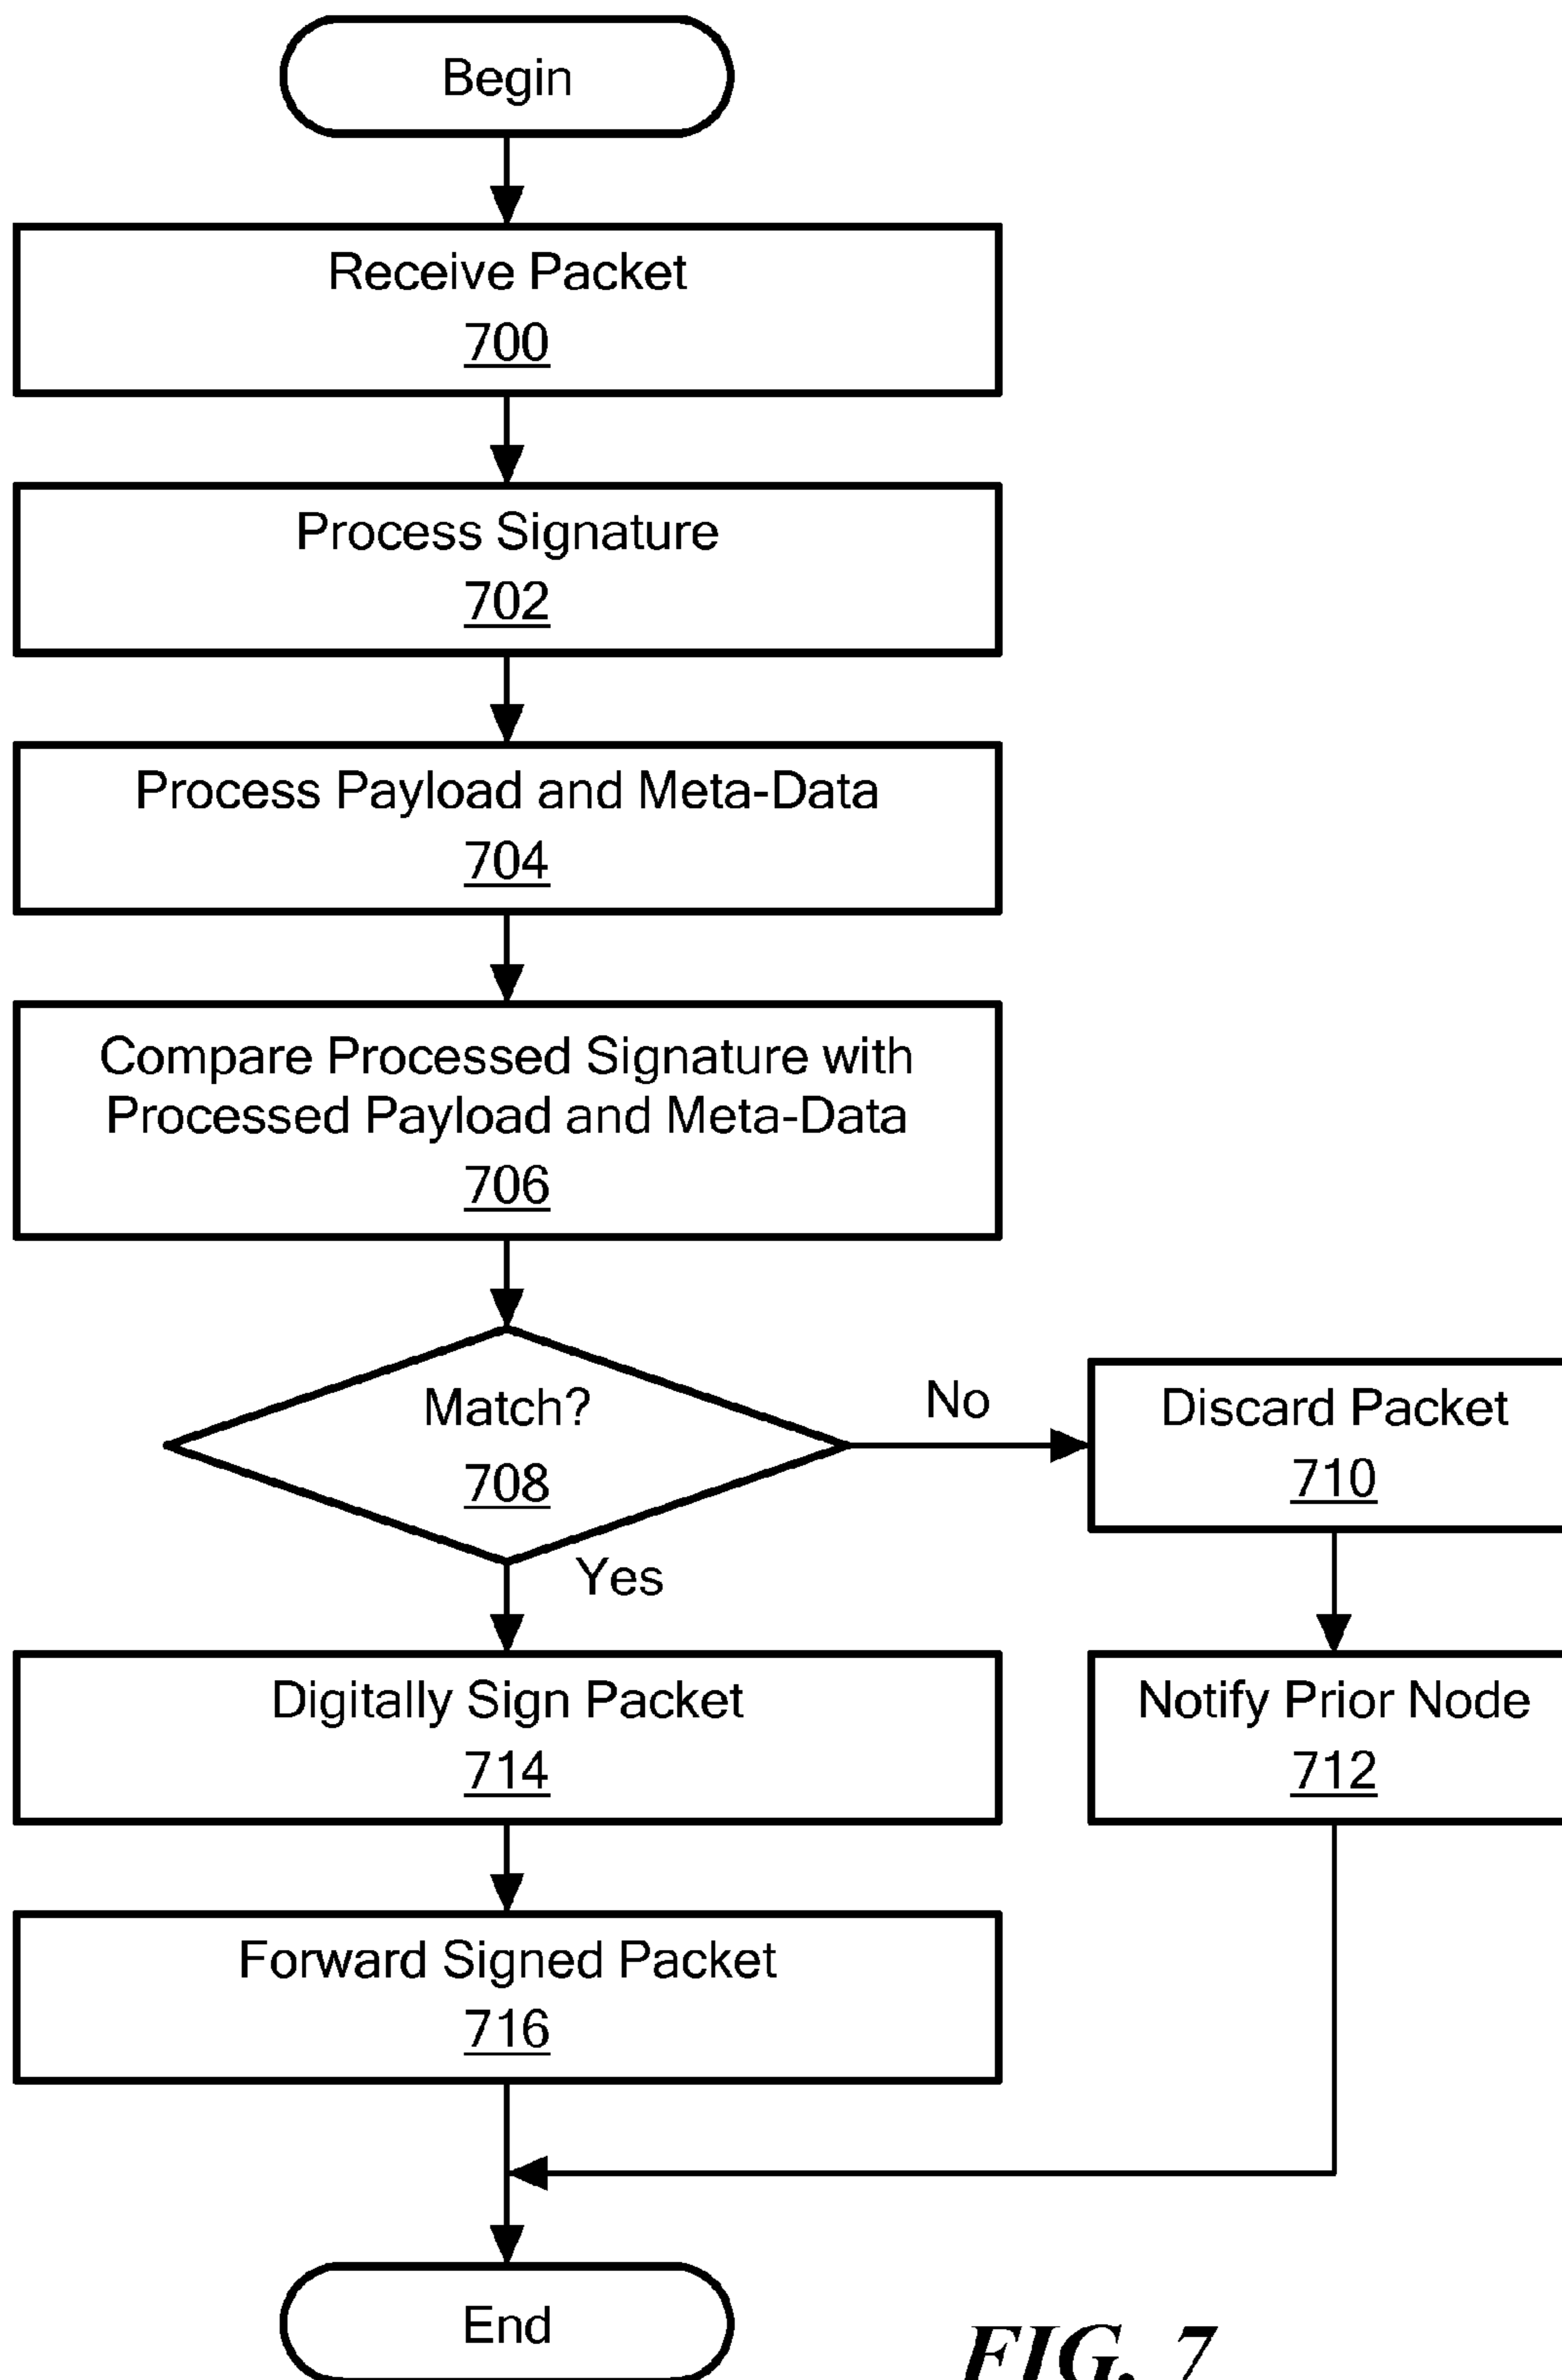 Begin
Receive Packet
700
Process Signature
702
Process Payload and Meta-Data
704
Compare Processed Signature with
Processed Payload and Meta-Data
706
Match?
708
No
Discard Packet
710
Yes
Digitally Sign Packet
714
Notify Prior Node
712
Forward Signed Packet
716
End
FIG. 7